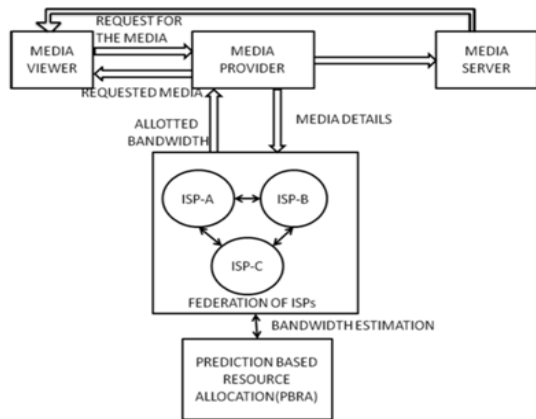 REQUEST FOR
THE MEDIA
MEDIA
VIEWER
MEDIA
PROVIDER
MEDIA
SERVER
REQUESTED MEDIA
ALLOTTED
BANDWIDTH
MEDIA DETAILS
ISP-A
ISP-B
ISP-C
FEDERATION OF ISPs
BANDWIDTH ESTIMATION
PREDICTION BASED
RESOURCE
ALLOCATION(PBRA)